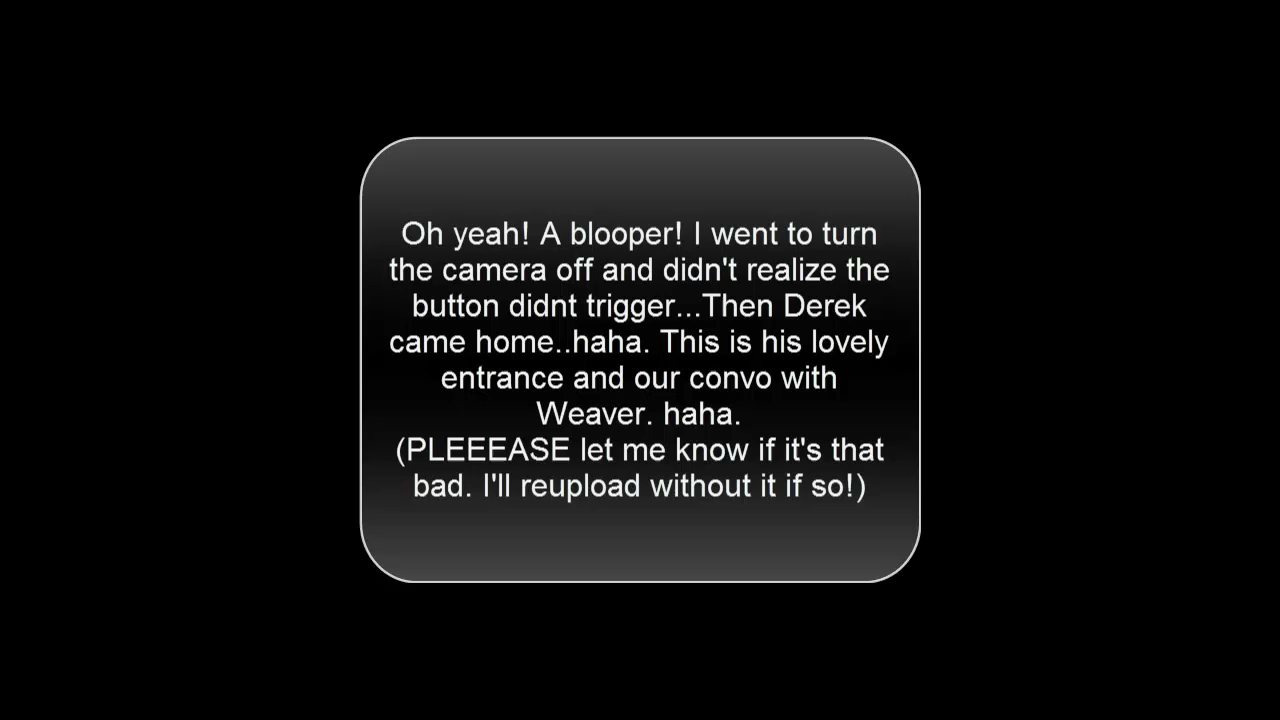 Oh yeah! A blooper! I went to turn
the camera off and didn't realize the
button didnt trigger...Then Derek
came home..haha. This is his lovely
entrance and our convo with
Weaver. haha.
(PLEEEASE let me know if it's that
bad. I'll reupload without it if so!)